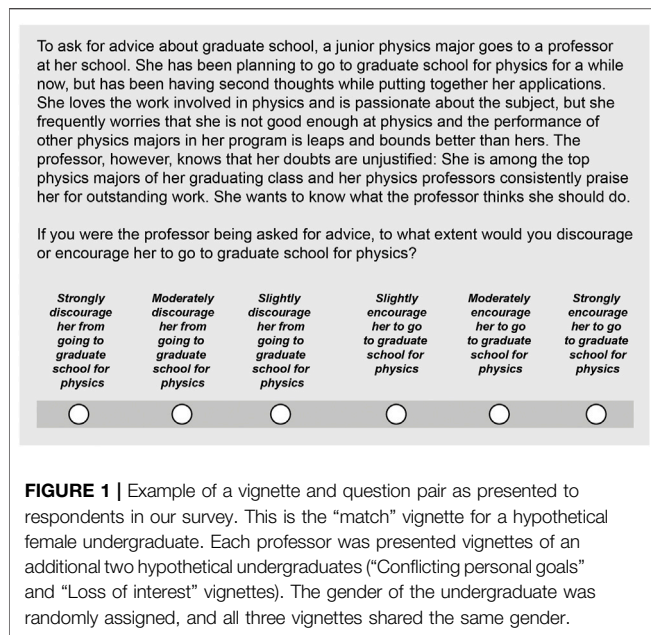 To ask for advice about graduate school, a junior physics major goes to a professor
at her school. She has been planning to go to graduate school for physics for a while
now, but has been having second thoughts while putting together her applications.
She loves the work involved in physics and is passionate about the subject, but she
frequently worries that she is not good enough at physics and the performance of
other physics majors in her program is leaps and bounds better than hers. The
professor, however, knows that her doubts are unjustified: She is among the top
physics majors of her graduating class and her physics professors consistently praise
her for outstanding work. She wants to know what the professor thinks she should do.
If you were the professor being asked for advice, to what extent would you discourage
or encourage her to go to graduate school for physics?
Strongly
discourage
her from
going to
graduate
school for
physics
Moderately
discourage
her from
going to
graduate
school for
physics
Slightly
discourage
her from
going to
graduate
school for
physics
Slightly
encourage
her to go
to graduate
school for
physics
Moderately
encourage
her to go
to graduate
school for
physics
Strongly
encourage
her to go
to graduate
school for
physics
FIGURE 1 | Example of a vignette and question pair as presented to
respondents in our survey. This is the “match” vignette for a hypothetical
female undergraduate. Each professor was presented vignettes of an
additional two hypothetical undergraduates (“Conflicting personal goals”
and “Loss of interest” vignettes). The gender of the undergraduate was
randomly assigned, and all three vignettes shared the same gender.